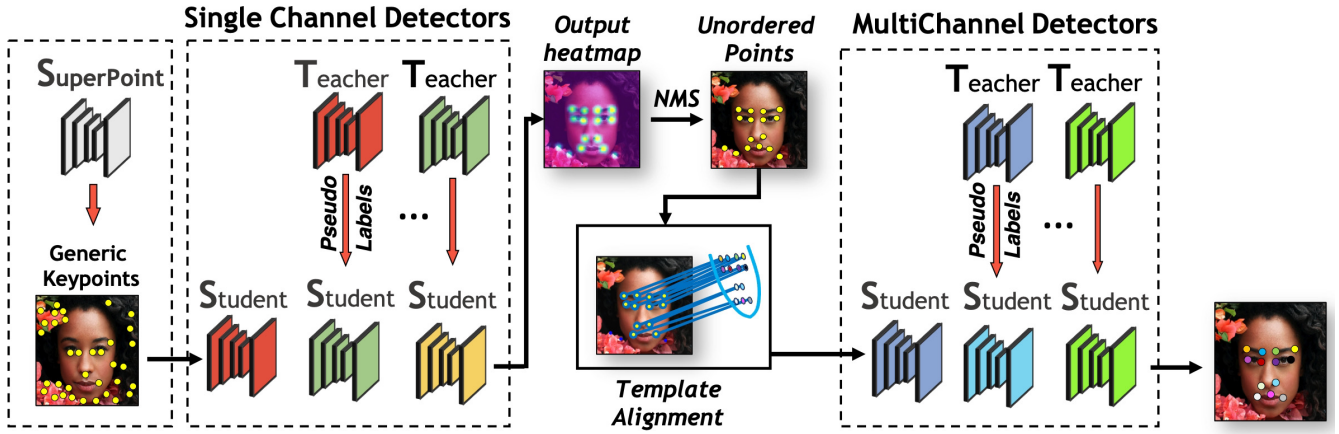 Single Channel Detectors
SuperPoint
Generic
Keypoints
Teacher
Teacher
Pseudo
Labels
...
Student
Student
Student
Output
heatmap
NMS
Unordered
Points
Template
Alignment
MultiChannel Detectors
Teacher
Teacher
Pseudo
Labels
...
Student
Student
Student